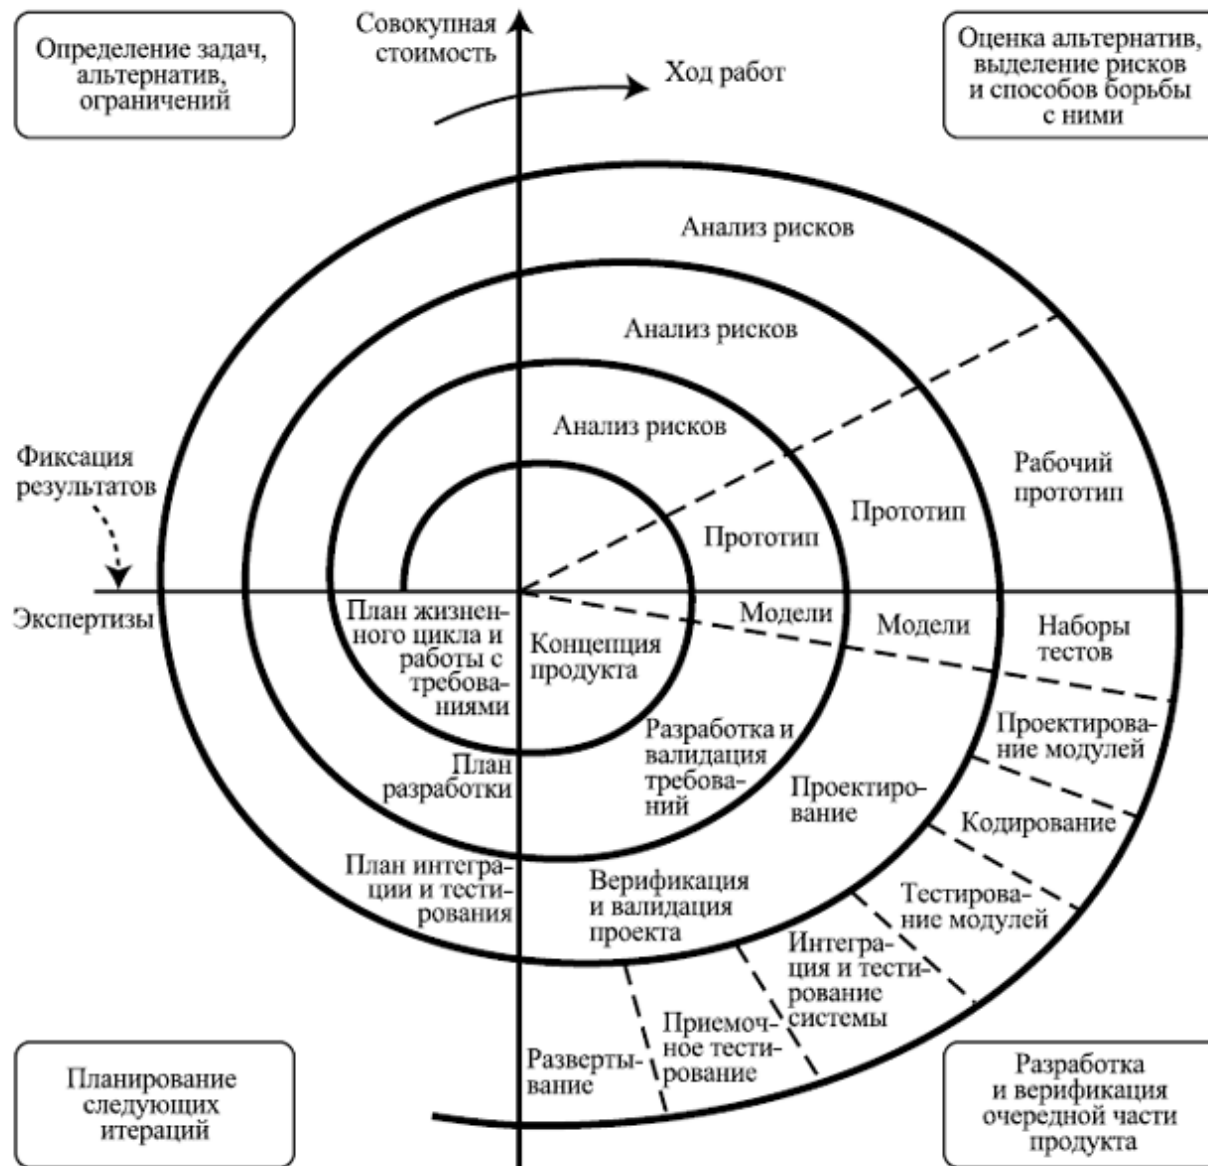 Определение задач,
альтернатив,
ограничений
Совокупная
стоимость
Ход работ
Оценка альтернатив,
выделение рисков
и способов борьбы
с ними
Анализ рисков
Анализ рисков
Анализ рисков
Фиксация
результатов
Рабочий
прототип
Прототип
Прототип
Экспертизы
План жизнен-
ного цикла и
работы с
требова-
ниями
Концепция
продукта
Модели
Модели
Наборы
тестов
План
разработки
Разработка и
валидация
требова-
ний
Проектиро-
вание
Проектирова-
ние модулей
Кодирование
План интегра-
ции и тести-
рования
Верификация
и валидация
проекта
Тестирова-
ние модулей
Интегра-
ция и тести-
рование
системы
Приемоч-
ное тести-
рование
Разверты-
вание
Планирование
следующих
итераций
Разработка
и верификация
очередной части
продукта